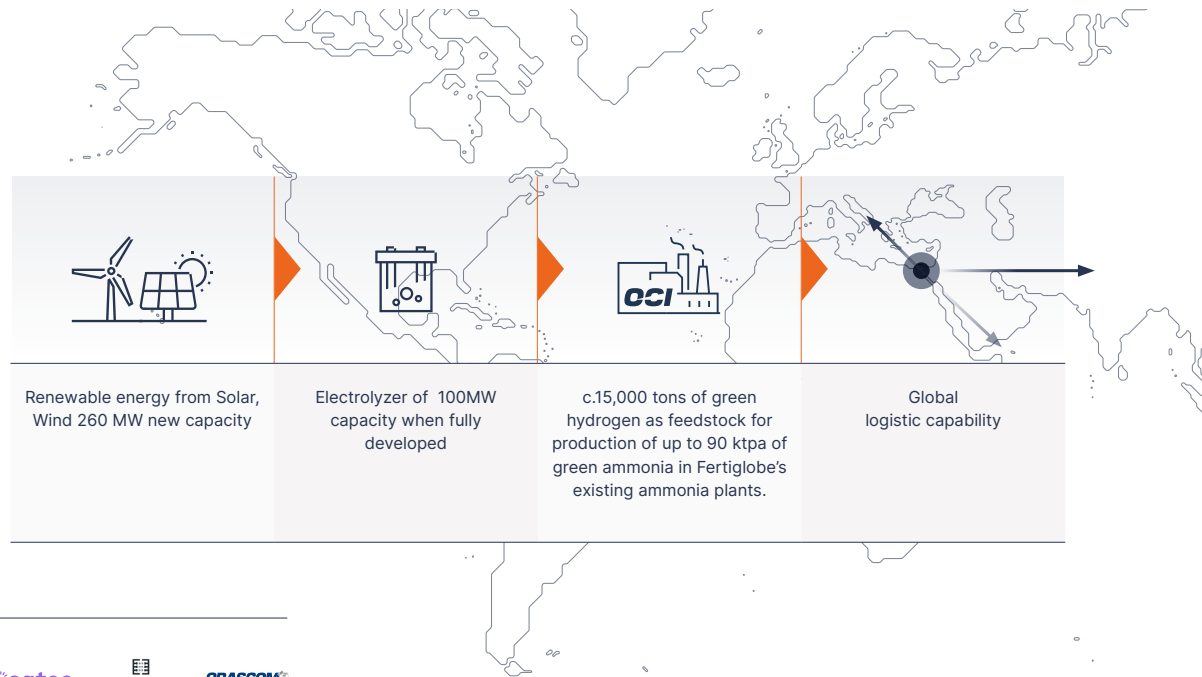 OCI
Renewable energy from Solar,
Wind 260 MW new capacity
Electrolyzer of 100MW
capacity when fully
developed
c.15,000 tons of green
hydrogen as feedstock for
production of up to 90 ktpa of
green ammonia in Fertiglobe’s
existing ammonia plants.
Global
logistic capability
ORASCOM